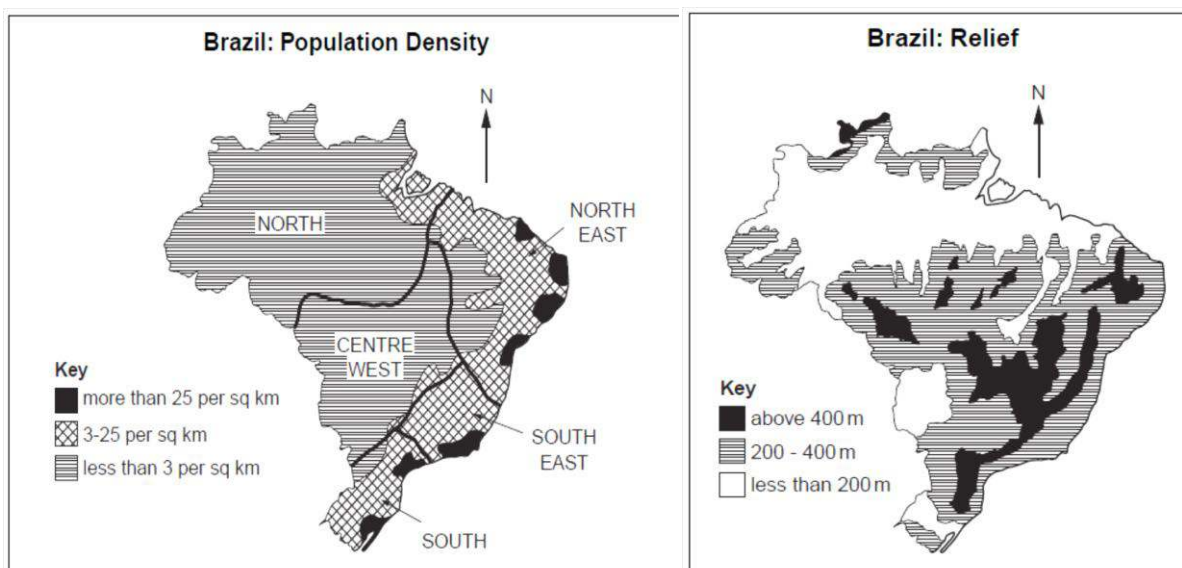 Brazil: Population Density
N
NORTH
NORTH
EAST
CENTRE
WEST
SOUTH
EAST
SOUTH
Key
more than 25 per sq km
3-25 per sq km
less than 3 per sq km
Brazil: Relief
N
Key
above 400 m
200 - 400 m
less than 200 m